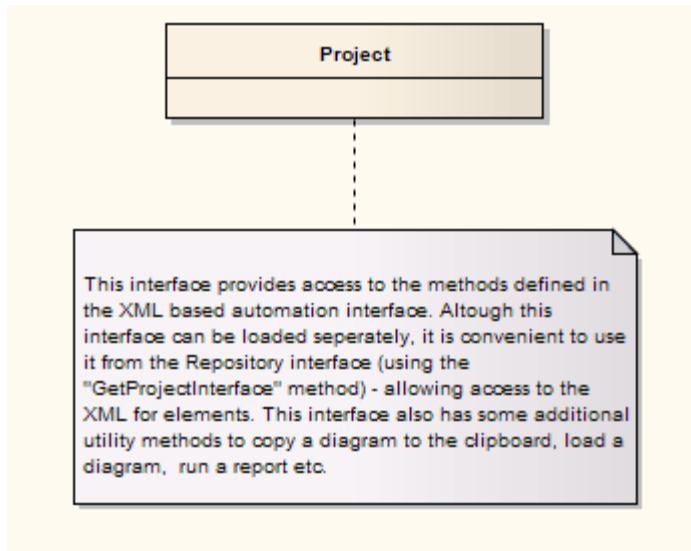 Project
This interface provides access to the methods defined in
the XML based automation interface. Altough this
interface can be loaded seperately, it is convenient to use
it from the Repository interface (using the
"GetProjectInterface" method) - allowing access to the
XML for elements. This interface also has some additional
utility methods to copy a diagram to the clipboard, load a
diagram,  run a report etc.